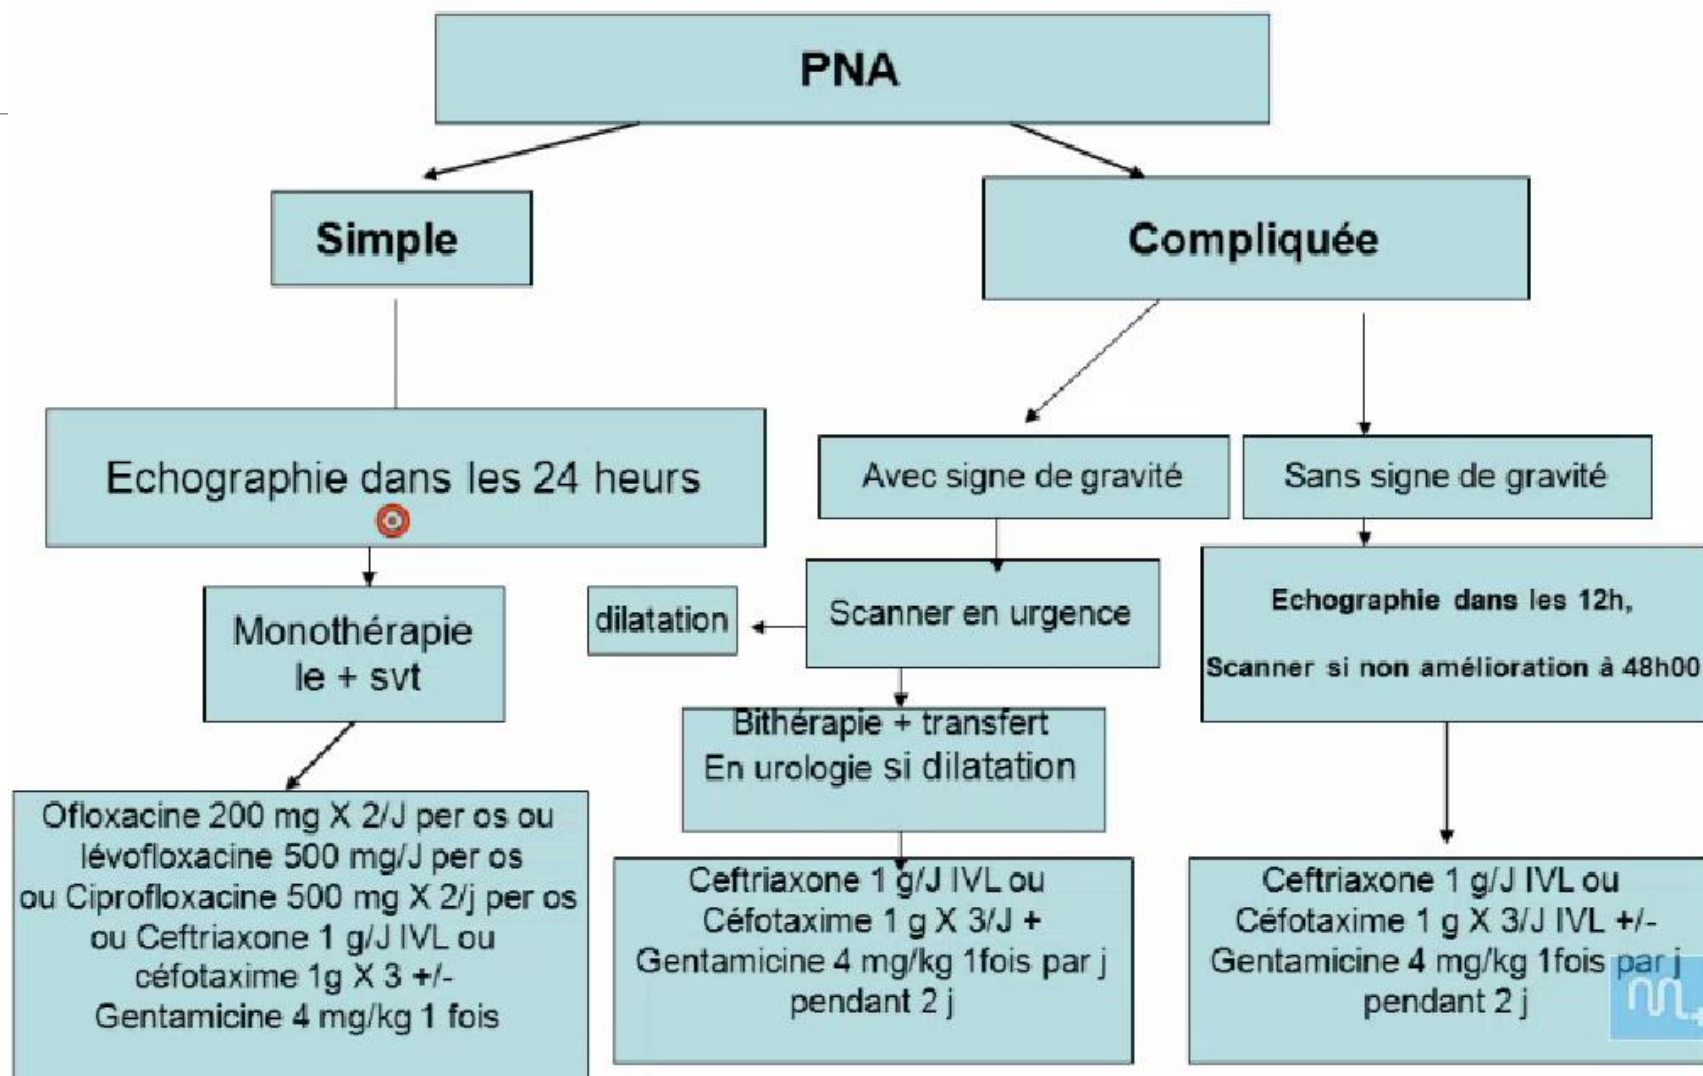 PNA
Simple
Compliquée
Echographie dans les 24 heurs
Avec signe de gravité
Sans signe de gravité
Monothérapie
le + svt
dilatation
Scanner en urgence
Echographie dans les 12h,
Scanner si non amélioration à 48h00
Bithérapie + transfert
En urologie si dilatation
Ofloxacine 200 mg X 2/J per os ou
lévofloxacine 500 mg/J per os
ou Ciprofloxacine 500 mg X 2/j per os
ou Ceftriaxone 1 g/J IVL ou
céfotaxime 1g X 3 +/-
Gentamicine 4 mg/kg 1 fois
Ceftriaxone 1 g/J IVL ou
Céfotaxime 1 g X 3/J +
Gentamicine 4 mg/kg 1fois par j
pendant 2 j
Ceftriaxone 1 g/J IVL ou
Céfotaxime 1 g X 3/J IVL +/-
Gentamicine 4 mg/kg 1fois par j
pendant 2 j